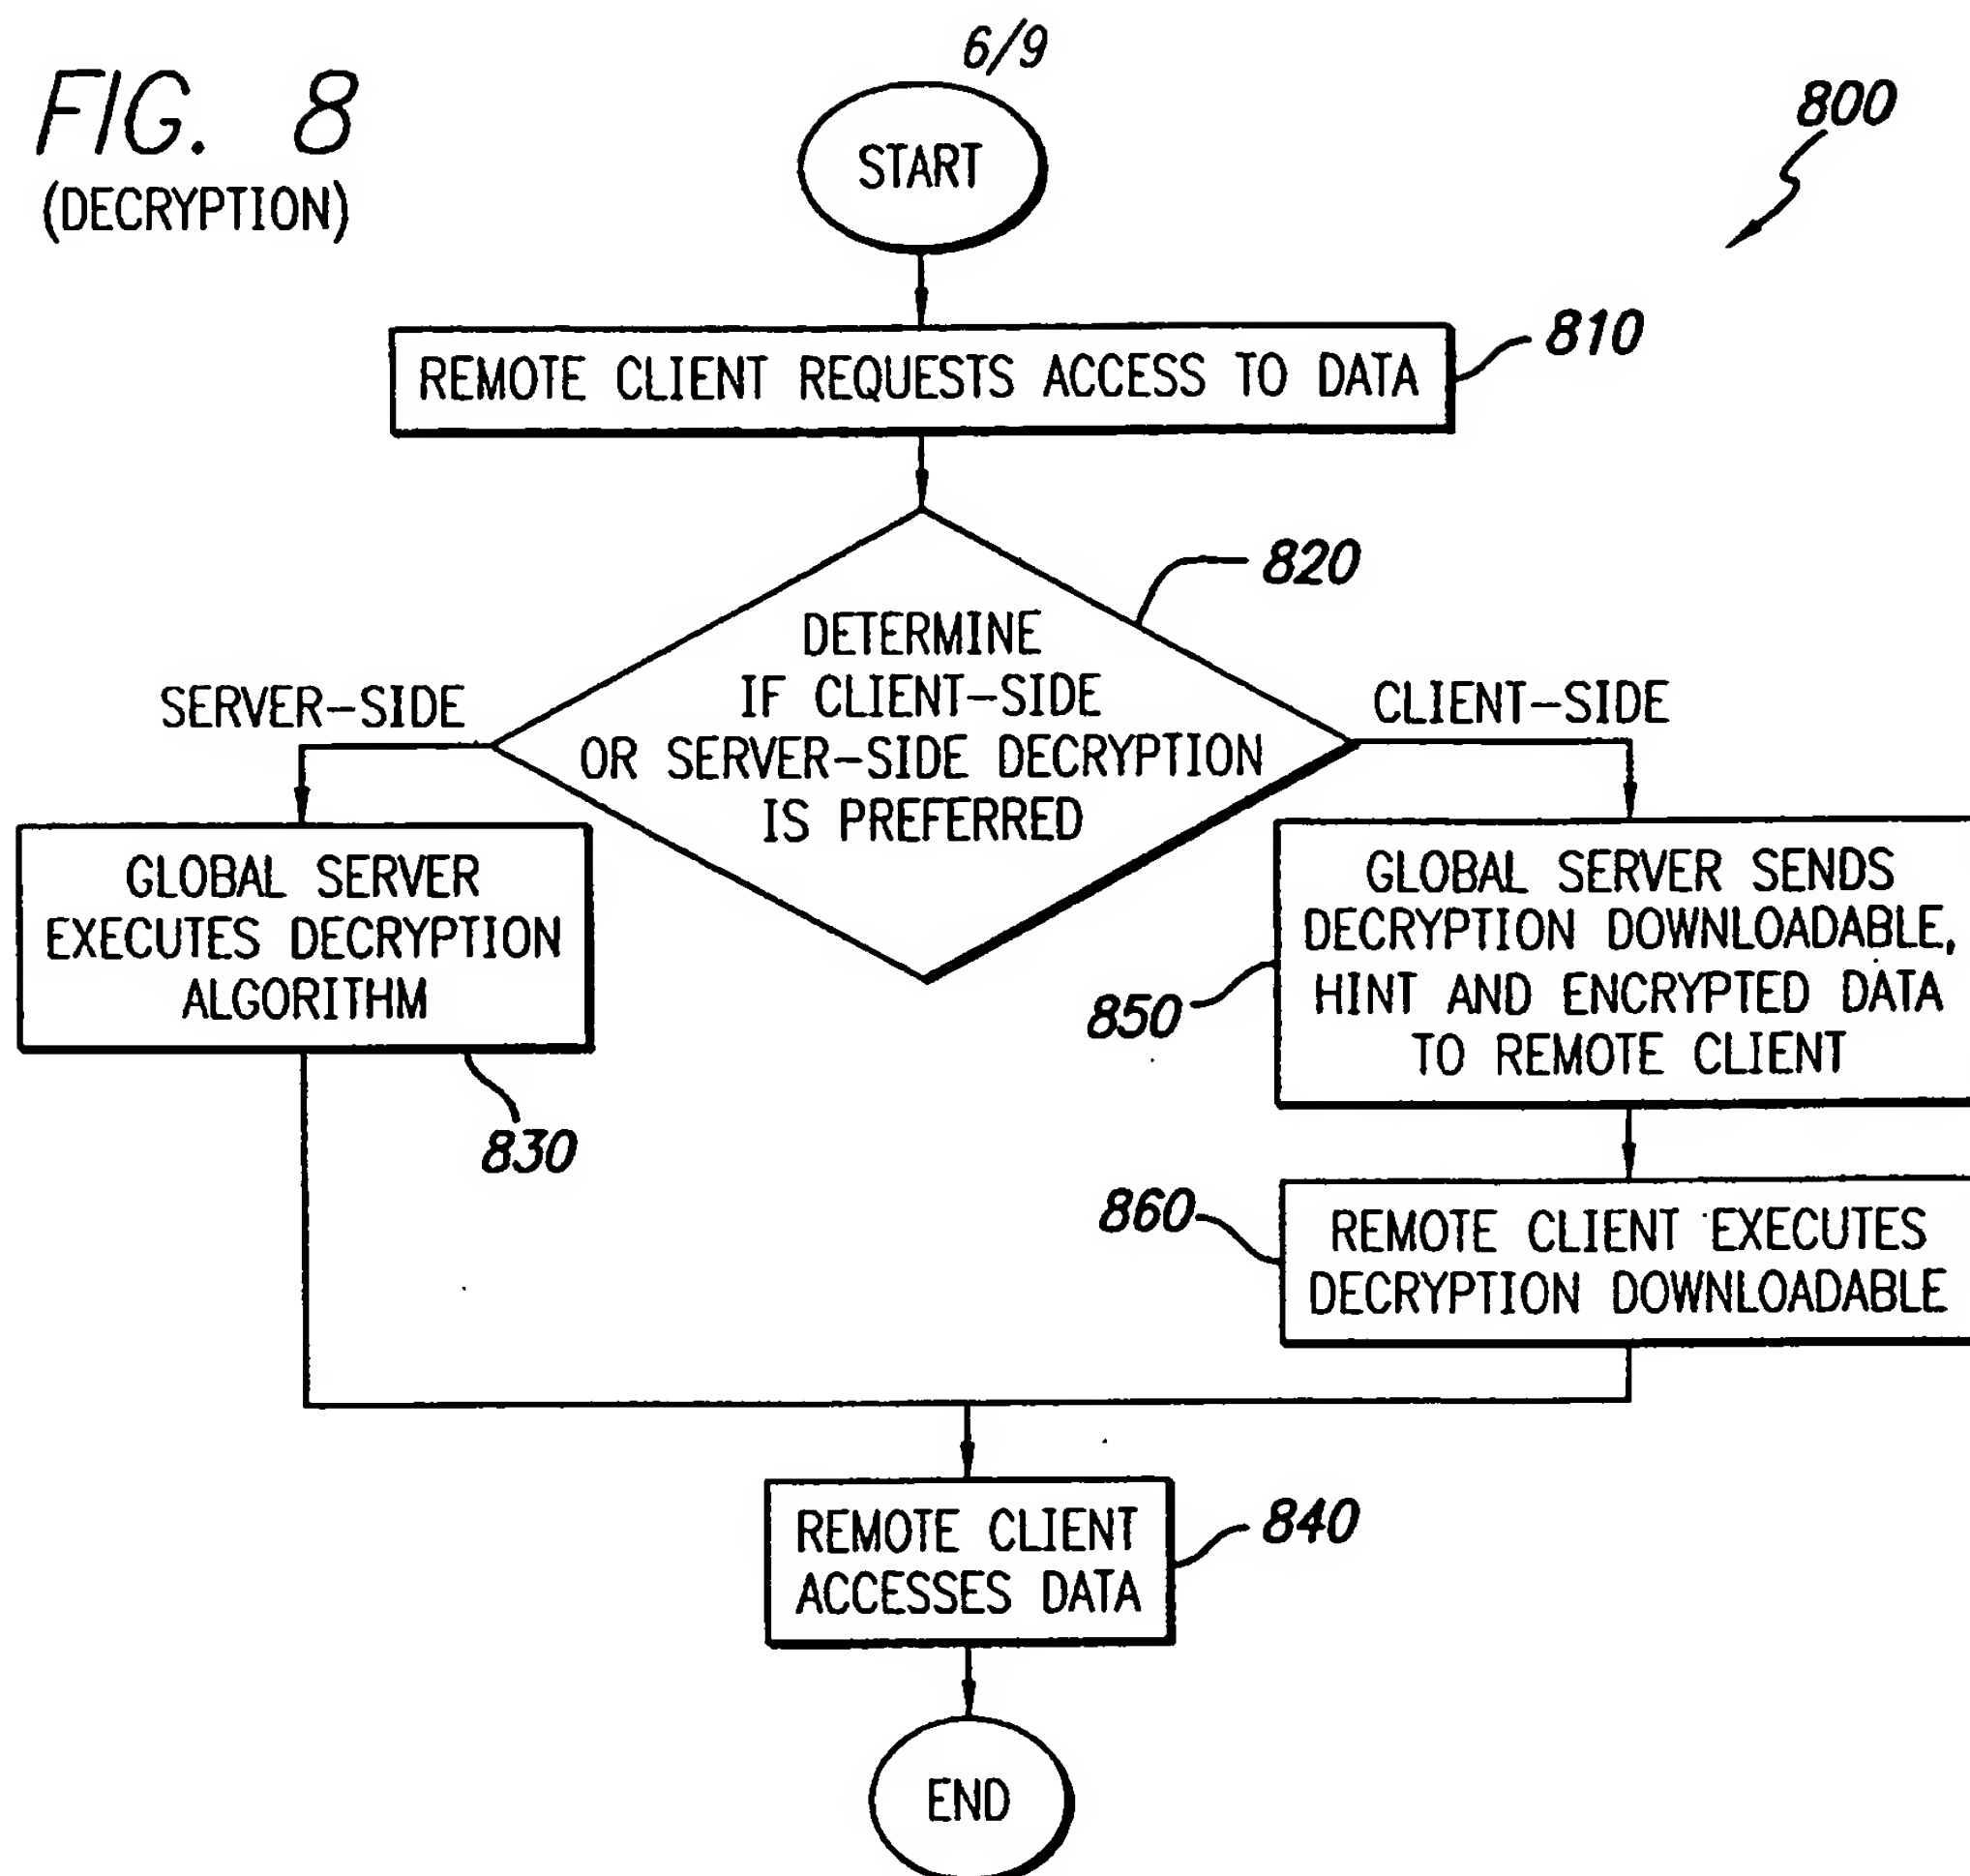 6/9
FIG. 8
(DECRYPTION)
800
START
REMOTE CLIENT REQUESTS ACCESS TO DATA
810
820
DETERMINE
IF CLIENT-SIDE
OR SERVER-SIDE DECRYPTION
IS PREFERRED
SERVER-SIDE
CLIENT-SIDE
GLOBAL SERVER
EXECUTES DECRYPTION
ALGORITHM
830
GLOBAL SERVER SENDS
DECRYPTION DOWNLOADABLE,
HINT AND ENCRYPTED DATA
TO REMOTE CLIENT
850
860
REMOTE CLIENT EXECUTES
DECRYPTION DOWNLOADABLE
REMOTE CLIENT
ACCESSES DATA
840
END